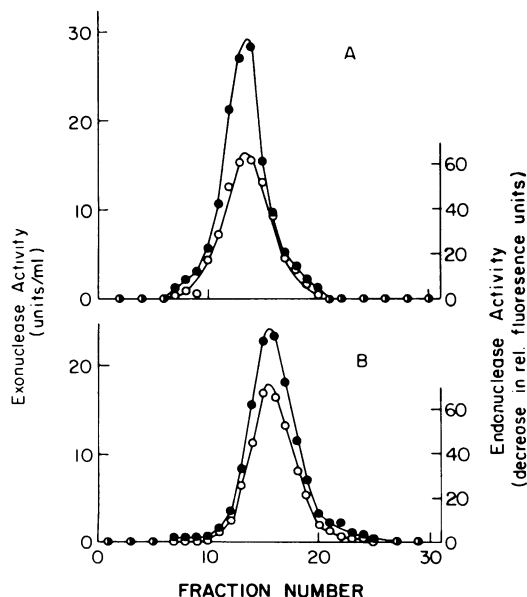 A
30
20
10
0
Exonuclease Activity
(units/ml)
60
40
20
0
Endonuclease Activity
(decrease in rel. fluorescence units)
B
20
10
0
60
40
20
0
0
10
20
30
FRACTION NUMBER